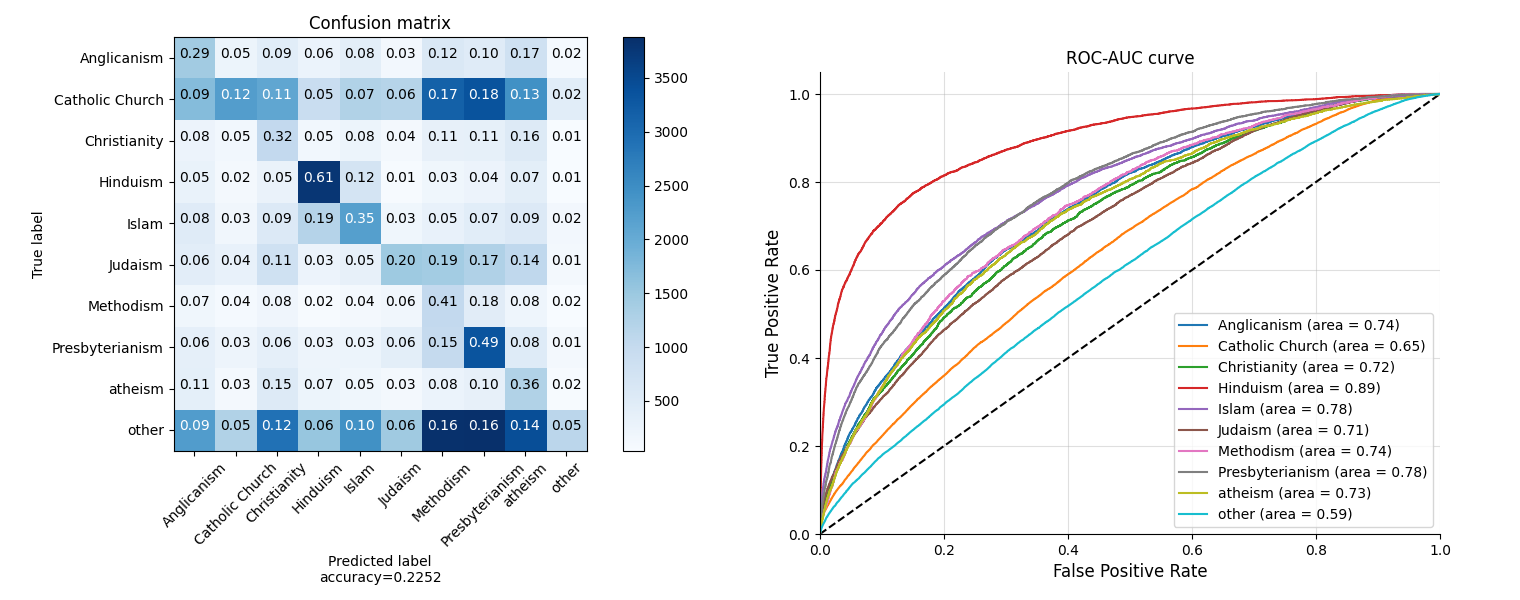 Confusion matrix
True label
Anglicanism 0.29 0.05 0.09 0.06 0.08 0.03 0.12 0.10 0.17 0.02
Catholic Church 0.09 0.12 0.11 0.05 0.07 0.06 0.17 0.18 0.13 0.02
Christianity 0.08 0.05 0.32 0.05 0.08 0.04 0.11 0.11 0.16 0.01
Hinduism 0.05 0.02 0.05 0.61 0.12 0.01 0.03 0.04 0.07 0.01
Islam 0.08 0.03 0.09 0.19 0.35 0.03 0.05 0.07 0.09 0.02
Judaism 0.06 0.04 0.11 0.03 0.05 0.20 0.19 0.17 0.14 0.01
Methodism 0.07 0.04 0.08 0.02 0.04 0.06 0.41 0.18 0.08 0.02
Presbyterianism 0.06 0.03 0.06 0.03 0.03 0.06 0.15 0.49 0.08 0.01
atheism 0.11 0.03 0.15 0.07 0.05 0.03 0.08 0.10 0.36 0.02
other 0.09 0.05 0.12 0.06 0.10 0.06 0.16 0.16 0.14 0.05
Anglicanism
Catholic Church
Christianity
Hinduism
Islam
Judaism
Methodism
Presbyterianism
atheism
other
Predicted label
accuracy=0.2252
3500
3000
2500
2000
1500
1000
500
ROC-AUC curve
True Positive Rate
1.0
0.8
0.6
0.4
0.2
0.0
0.0 0.2 0.4 0.6 0.8 1.0
False Positive Rate
Anglicanism (area = 0.74)
Catholic Church (area = 0.65)
Christianity (area = 0.72)
Hinduism (area = 0.89)
Islam (area = 0.78)
Judaism (area = 0.71)
Methodism (area = 0.74)
Presbyterianism (area = 0.78)
atheism (area = 0.73)
other (area = 0.59)